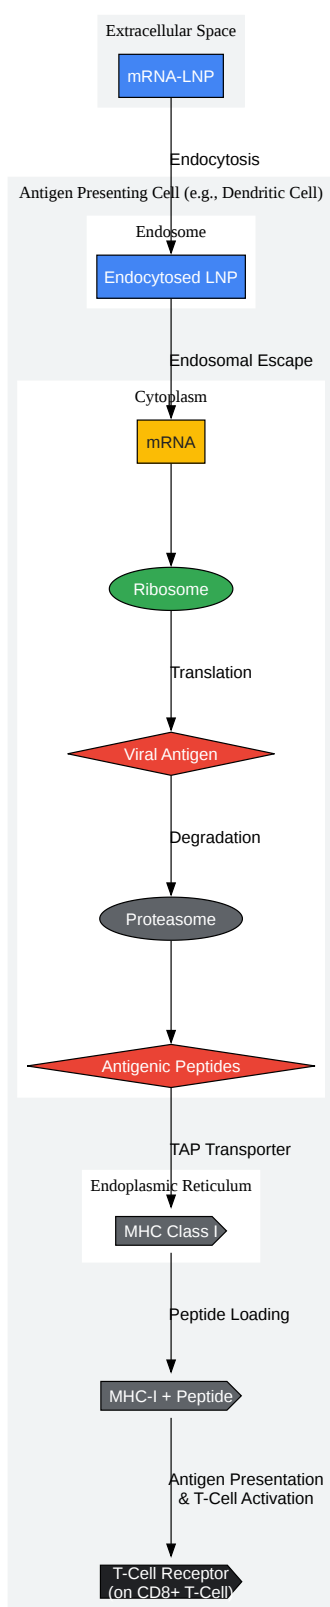 Extracellular Space
mRNA-LNP
Endocytosis
Antigen Presenting Cell (e.g., Dendritic Cell)
Endosome
Endocytosed LNP
Endosomal Escape
Cytoplasm
mRNA
Ribosome
Translation
Viral Antigen
Degradation
Proteasome
Antigenic Peptides
TAP Transporter
Endoplasmic Reticulum
MHC Class I
Peptide Loading
MHC-I + Peptide
Antigen Presentation
& T-Cell Activation
T-Cell Receptor
(on CD8+ T-Cell)